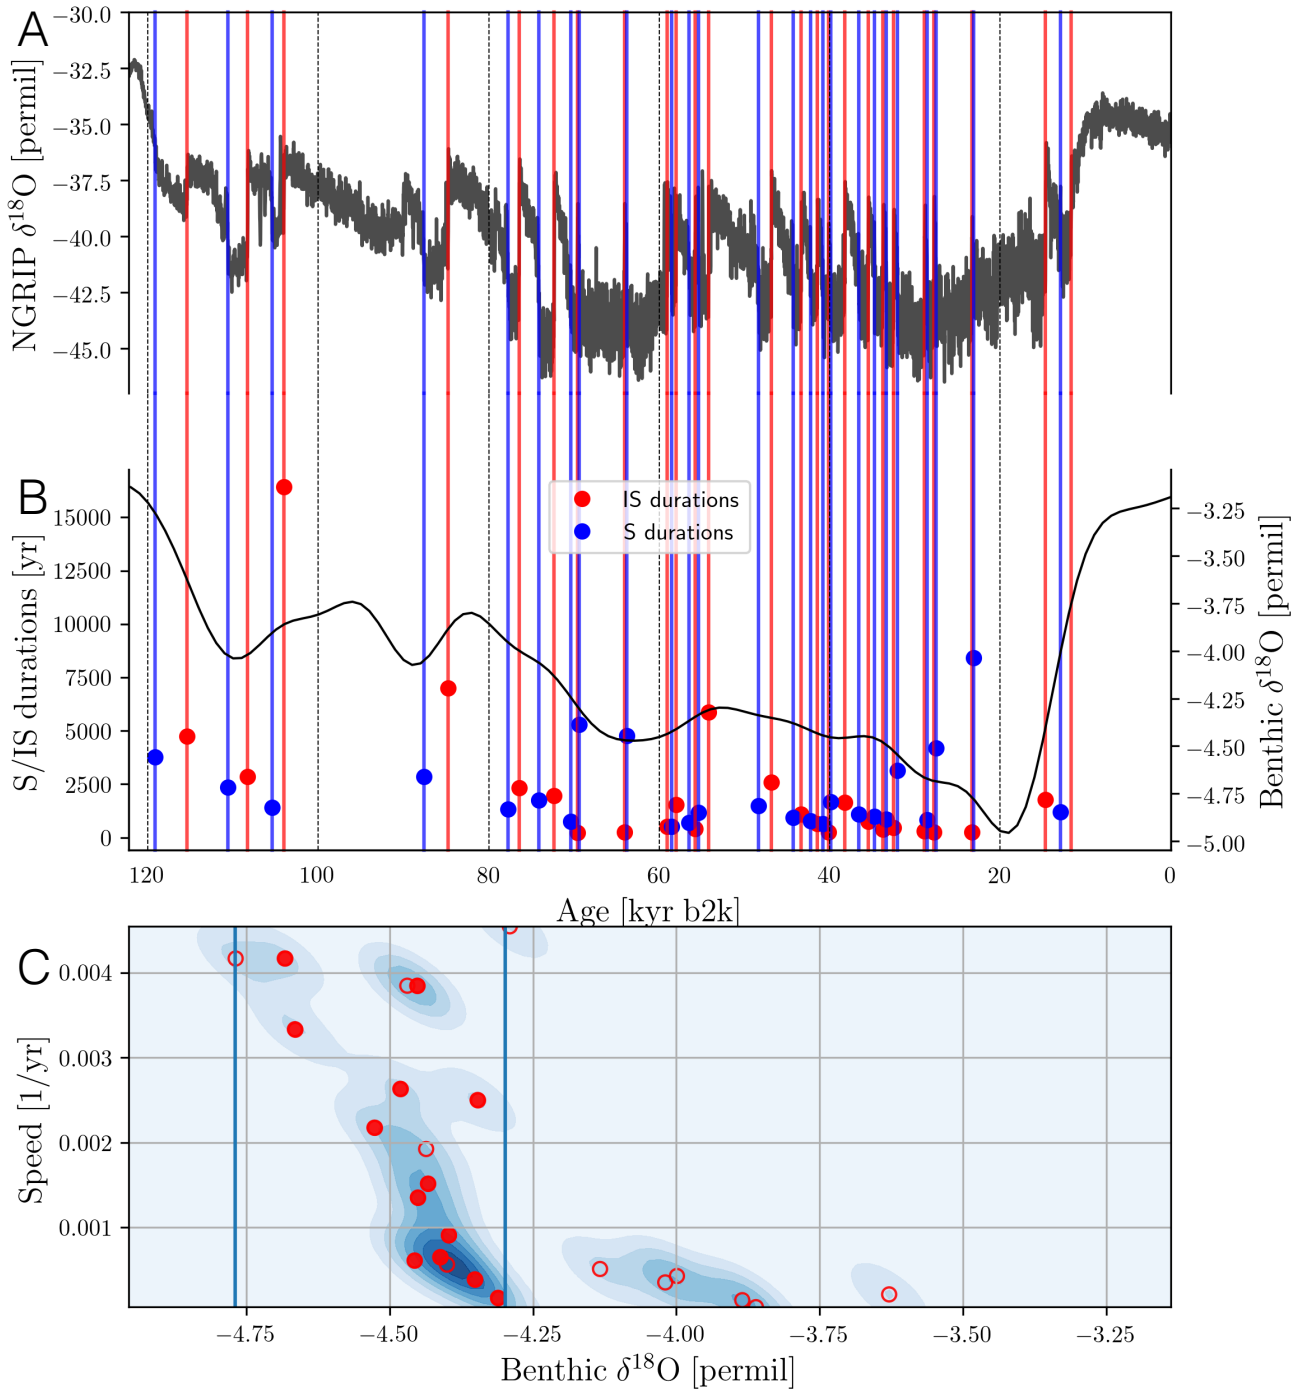 A
NGRIP δ¹⁸O [permil]
−30.0
−32.5
−35.0
−37.5
−40.0
−42.5
−45.0
B
S/IS durations [yr]
15000
12500
10000
7500
5000
2500
0
IS durations
S durations
−3.25
−3.50
−3.75
−4.00
−4.25
−4.50
−4.75
−5.00
Benthic δ¹⁸O [permil]
120 100 80 60 40 20 0
Age [kyr b2k]
C
Speed [1/yr]
0.004
0.003
0.002
0.001
−4.75 −4.50 −4.25 −4.00 −3.75 −3.50 −3.25
Benthic δ¹⁸O [permil]